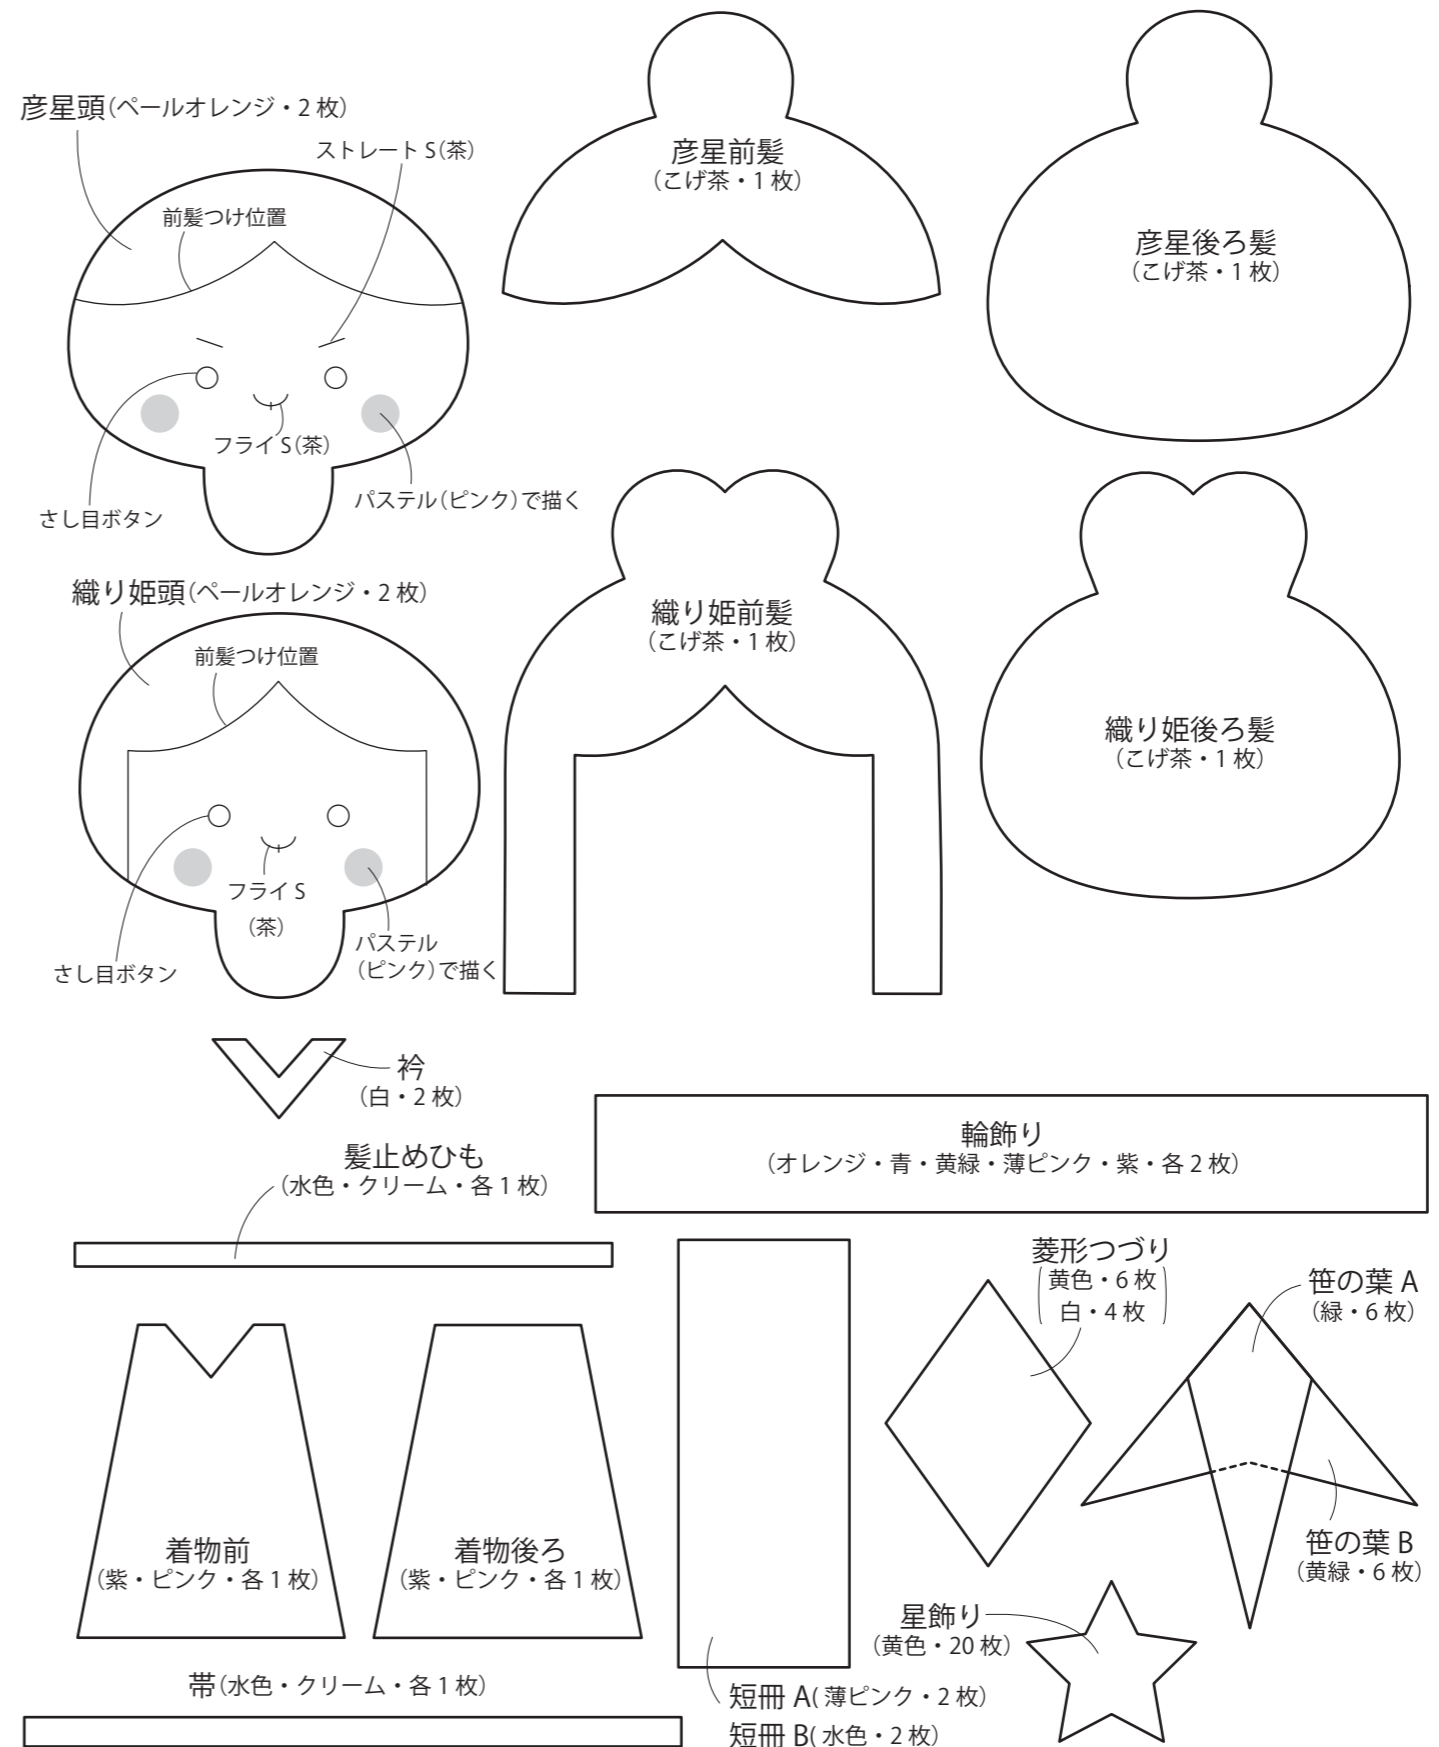 彦星頭（ペールオレンジ・2 枚）
ストレート S（茶）
前髪つけ位置
フライ S（茶）
さし目ボタン
パステル（ピンク）で描く
彦星前髪
（こげ茶・1 枚）
彦星後ろ髪
（こげ茶・1 枚）
織り姫頭（ペールオレンジ・2 枚）
前髪つけ位置
フライ S
（茶）
さし目ボタン
パステル
（ピンク）で描く
織り姫前髪
（こげ茶・1 枚）
織り姫後ろ髪
（こげ茶・1 枚）
衿
（白・2 枚）
髪止めひも
（水色・クリーム・各 1 枚）
輪飾り
（オレンジ・青・黄緑・薄ピンク・紫・各 2 枚）
着物前
（紫・ピンク・各 1 枚）
着物後ろ
（紫・ピンク・各 1 枚）
帯（水色・クリーム・各 1 枚）
短冊 A( 薄ピンク・2 枚）
短冊 B( 水色・2 枚）
菱形つづり
（黄色・6 枚
白・4 枚）
笹の葉 A
（緑・6 枚）
笹の葉 B
（黄緑・6 枚）
星飾り
（黄色・20 枚）